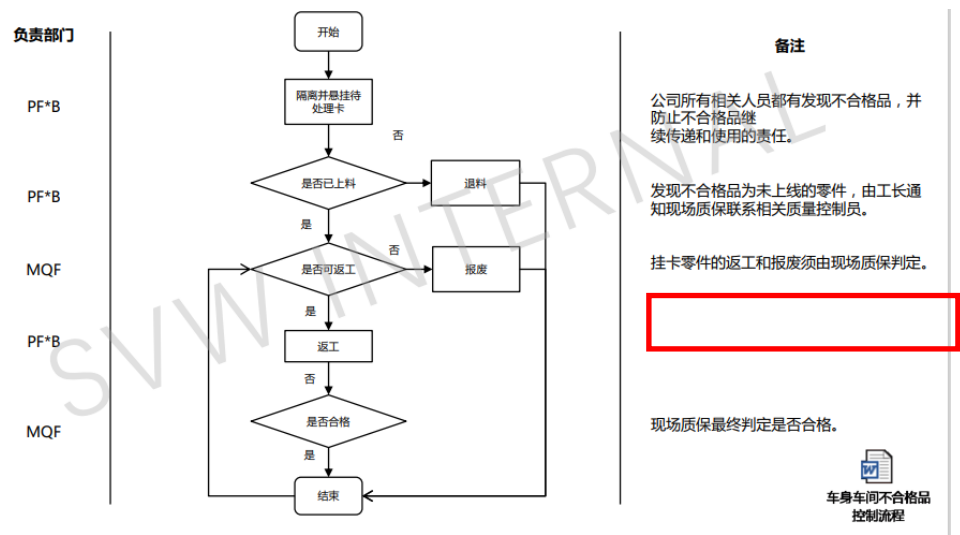 负责部门
开始
备注
PF*B
隔离并悬挂待
处理卡
公司所有相关人员都有发现不合格品，并
防止不合格品继
续传递和使用的责任。
否
PF*B
是否已上料
退料
发现不合格品为未上线的零件，由工长通
知现场质保联系相关质量控制员。
是
否
MQF
是否可返工
报废
挂卡零件的返工和报废须由现场质保判定。
是
PF*B
返工
否
MQF
是否合格
现场质保最终判定是否合格。
是
结束
车身车间不合格品
控制流程
SVW INTERNAL